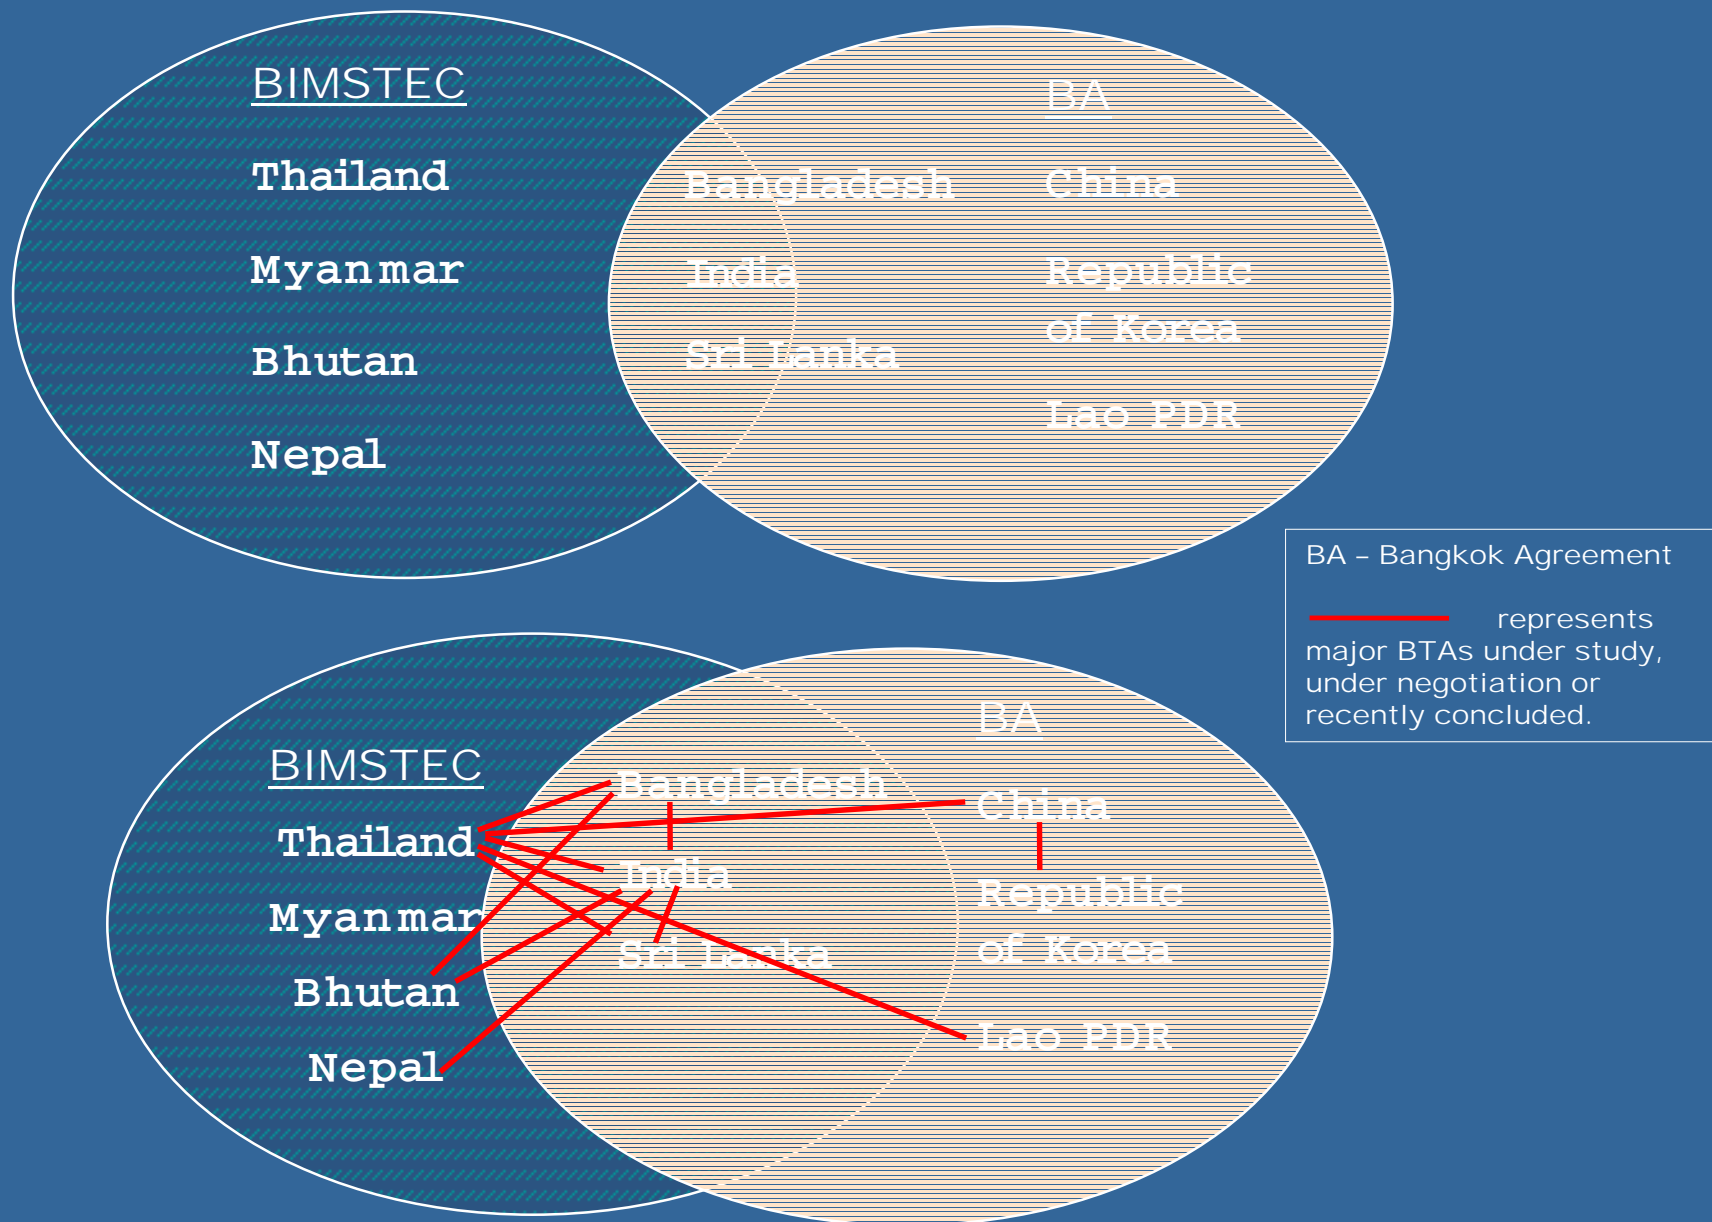 BIMSTEC
Thailand
Myanmar
Bhutan
Nepal
Bangladesh
India
Sri Lanka
BA
China
Republic
of Korea
Lao PDR
BA – Bangkok Agreement
represents
major BTAs under study,
under negotiation or
recently concluded.
BIMSTEC
Thailand
Myanmar
Bhutan
Nepal
Bangladesh
India
Sri Lanka
BA
China
Republic
of Korea
Lao PDR